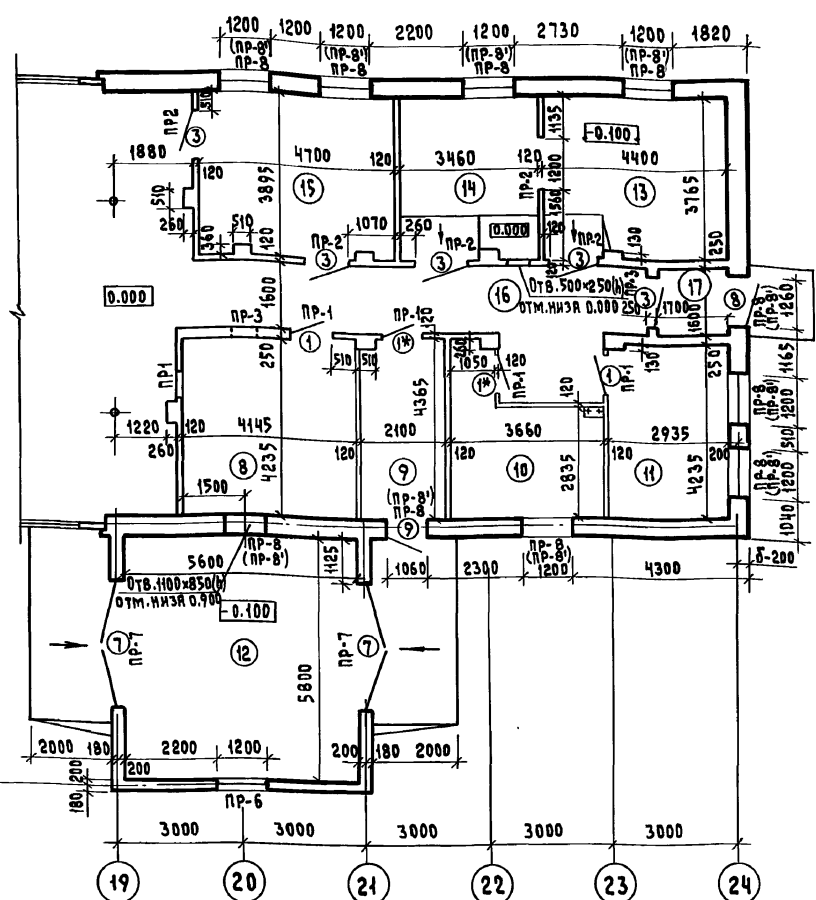 1200 1200 1200 2200 1200 2730 1200 1820
(ПР-8') (ПР-8') (ПР-8') (ПР-8')
ПР-8 ПР-8 ПР-8 ПР-8
510
ПР2
3
1135
-0.100
1880 4700 120 3460 120 4400
120
3895
15
14
ПР-2
1200
13
3765
510
1560
260
360
510
120
1070
260
0.000
120
130
250
ПР-2
3
ПР-2
3
ПР-2
3
120
0.000
1600
16
Отв.500×250(h)
отм.низа 0.000
ПР-3
3
250
1700
17
1600
8
ПР-8
(ПР-8')
1260
ПР-3
ПР-1
ПР-1
120
250
1
1*
510
510
260
1050
120
1*
ПР-1
1
ПР-1
130
250
1165
ПР1
4365
120
ПР-8
(ПР-8')
1200
1220
120
4145
2100
3660
2935
510
260
120
120
120
200
8
4235
9
10
2835
11
4235
ПР-8
(ПР-8')
1200
1500
(ПР-8')
ПР-8
9
1040
ПР-8
(ПР-8')
ПР-8
(ПР-8')
5600
1125
1060 2300 1200 4300
δ-200
Отв.1100×850(h)
отм.низа 0.900
-0.100
7
ПР-7
12
ПР-7
7
5800
2000 180 2200 1200 200 180 2000
200
200
180
ПР-6
3000 3000 3000 3000 3000
19 20 21 22 23 24